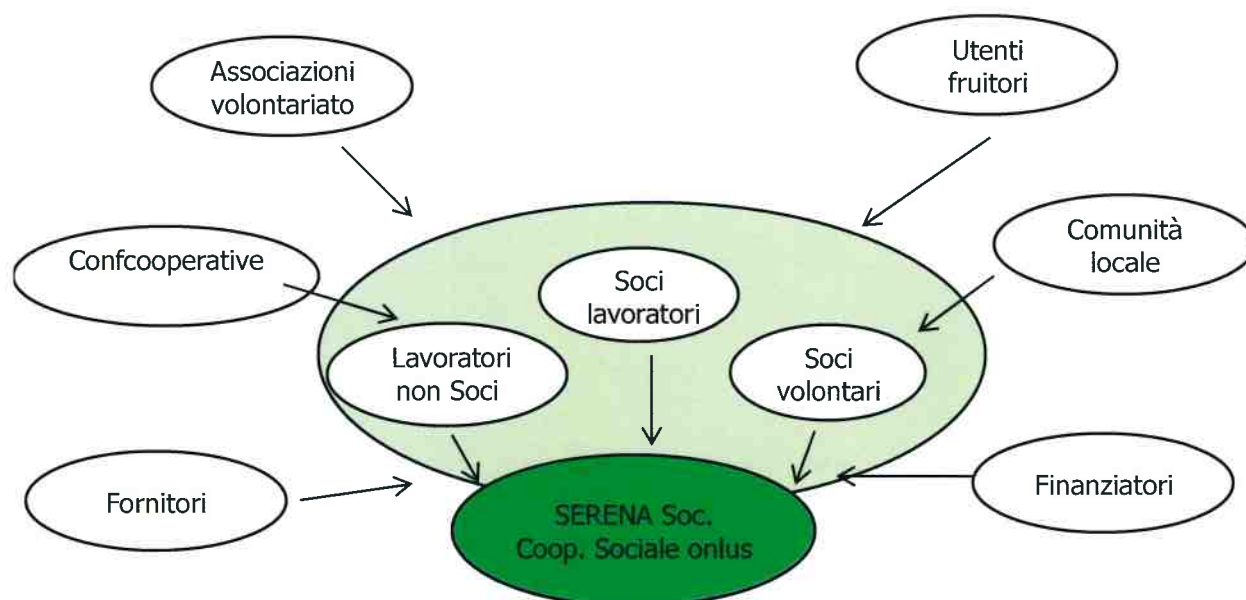 Associazioni
volontariato
Utenti
fruitori
Confcooperative
Comunità
locale
Soci
lavoratori
Lavoratori
non Soci
Soci
volontari
Fornitori
Finanziatori
SERENA Soc.
Coop. Sociale onlus